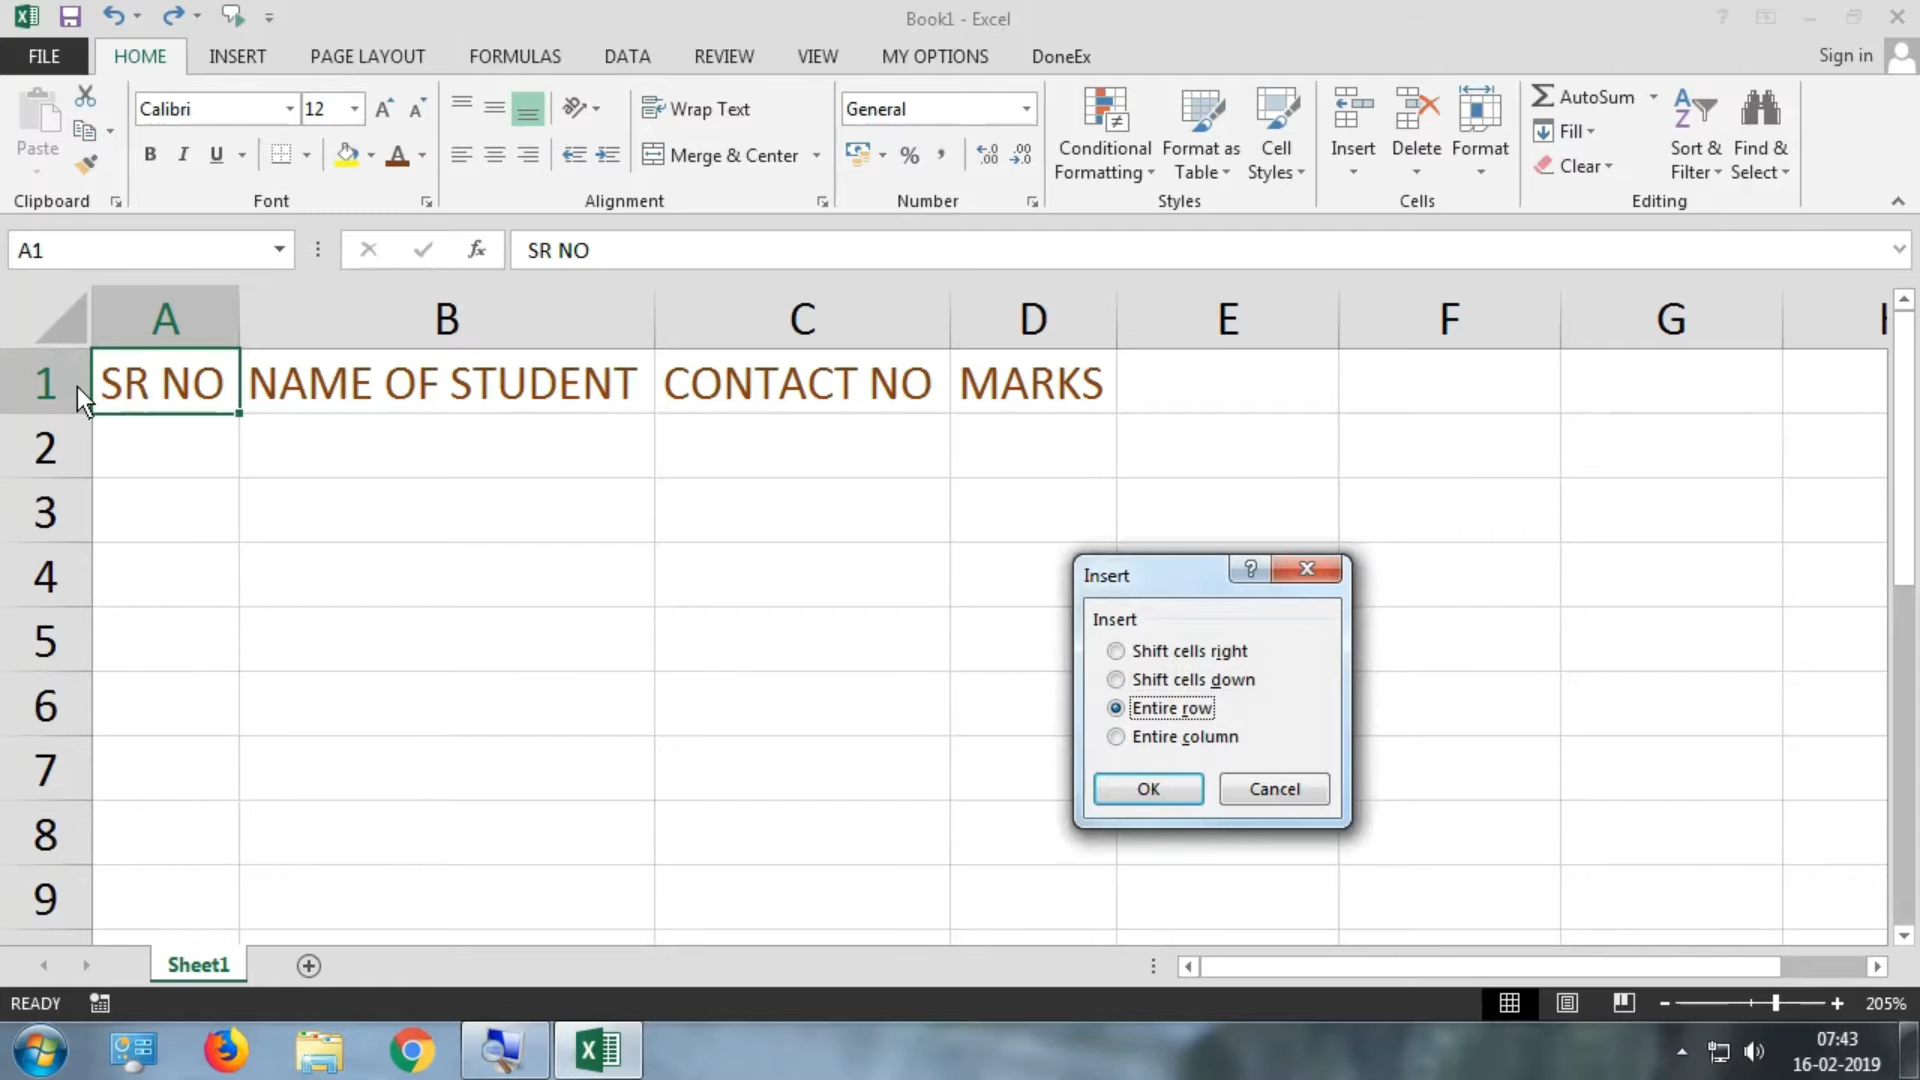 Book1 - Excel
FILE HOME INSERT PAGE LAYOUT FORMULAS DATA REVIEW VIEW MY OPTIONS DoneEx Sign in
Paste
Calibri 12
B I U
Wrap Text
Merge & Center
General
%
Conditional Formatting
Format as Table
Cell Styles
Insert
Delete
Format
AutoSum
Fill
Clear
Sort & Filter
Find & Select
Clipboard Font Alignment Number Styles Cells Editing
A1 fx SR NO
A B C D E F G
1 SR NO NAME OF STUDENT CONTACT NO MARKS
2
3
4
5
6
7
8
9
Insert
Insert
Shift cells right
Shift cells down
Entire row
Entire column
OK Cancel
Sheet1
READY 205%
07:43
16-02-2019